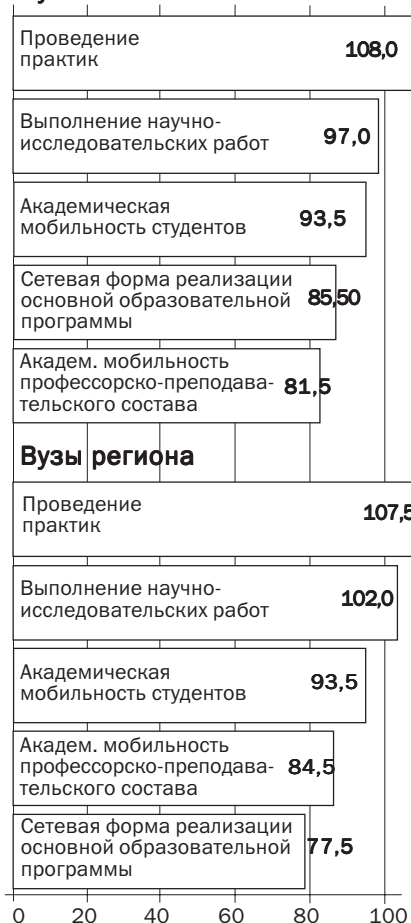 Проведение
практик
108,0
Выполнение научно-
исследовательских работ
97,0
Академическая
мобильность студентов
93,5
Сетевая форма реализации
основной образовательной
программы
85,50
Академ. мобильность
профессорско-преподава-
тельского состава
81,5
Вузы региона
Проведение
практик
107,5
Выполнение научно-
исследовательских работ
102,0
Академическая
мобильность студентов
93,5
Академ. мобильность
профессорско-преподава-
тельского состава
84,5
Сетевая форма реализации
основной образовательной
программы
77,5
0 20 40 60 80 100